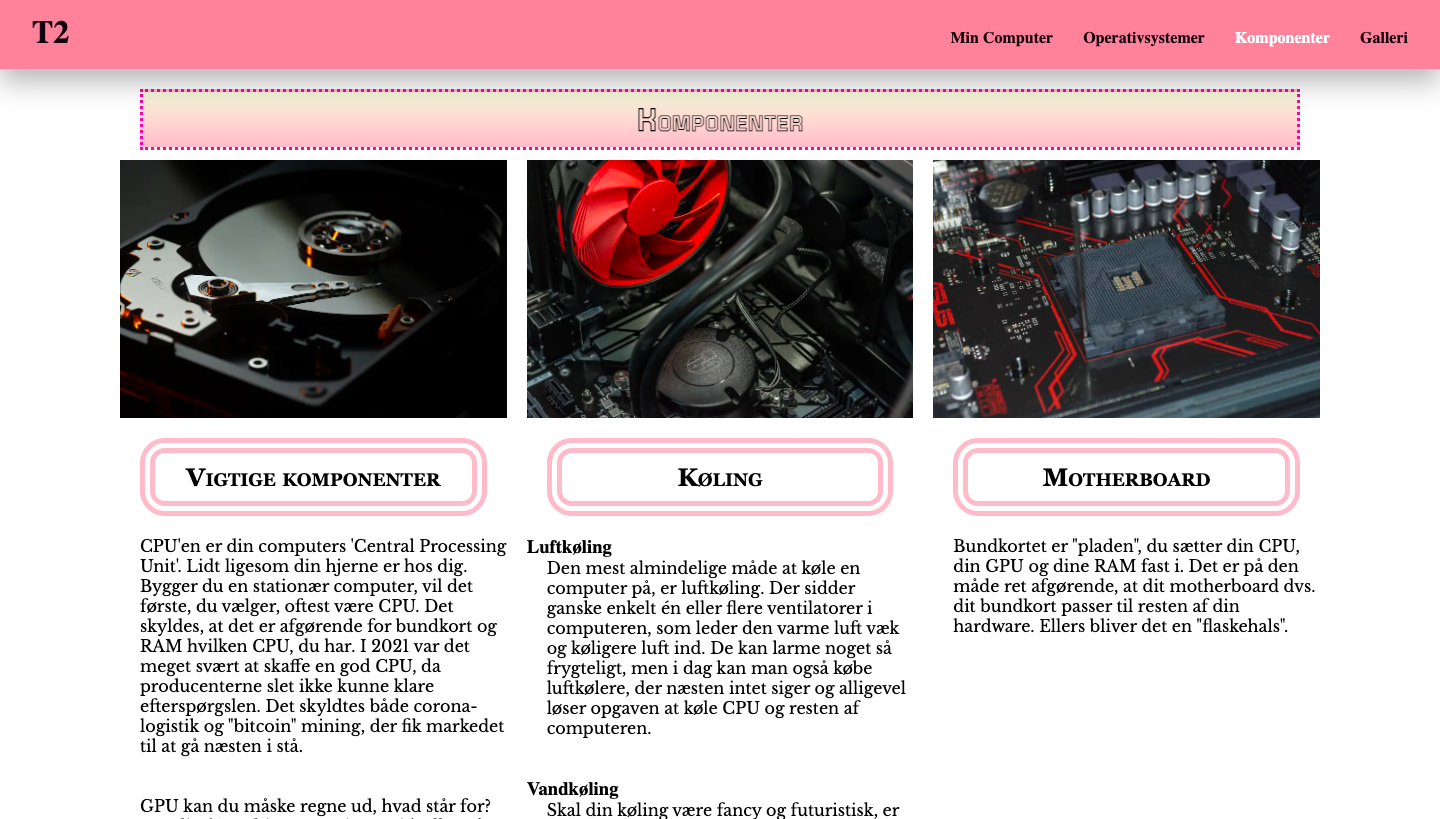 T2
Min Computer Operativsystemer Komponenter Galleri
Komponenter
Vigtige komponenter
CPU'en er din computers 'Central Processing
Unit'. Lidt ligesom din hjerne er hos dig.
Bygger du en stationær computer, vil det
første, du vælger, oftest være CPU. Det
skyldes, at det er afgørende for bundkort og
RAM hvilken CPU, du har. I 2021 var det
meget svært at skaffe en god CPU, da
producenterne slet ikke kunne klare
efterspørgslen. Det skyldtes både corona-
logistik og "bitcoin" mining, der fik markedet
til at gå næsten i stå.
GPU kan du måske regne ud, hvad står for?
Køling
Luftkøling
Den mest almindelige måde at køle en
computer på, er luftkøling. Der sidder
ganske enkelt én eller flere ventilatorer i
computeren, som leder den varme luft væk
og køligere luft ind. De kan larme noget så
frygteligt, men i dag kan man også købe
luftkølere, der næsten intet siger og alligevel
løser opgaven at køle CPU og resten af
computeren.
Vandkøling
Skal din køling være fancy og futuristisk, er
Motherboard
Bundkortet er "pladen", du sætter din CPU,
din GPU og dine RAM fast i. Det er på den
måde ret afgørende, at dit motherboard dvs.
dit bundkort passer til resten af din
hardware. Ellers bliver det en "flaskehals".